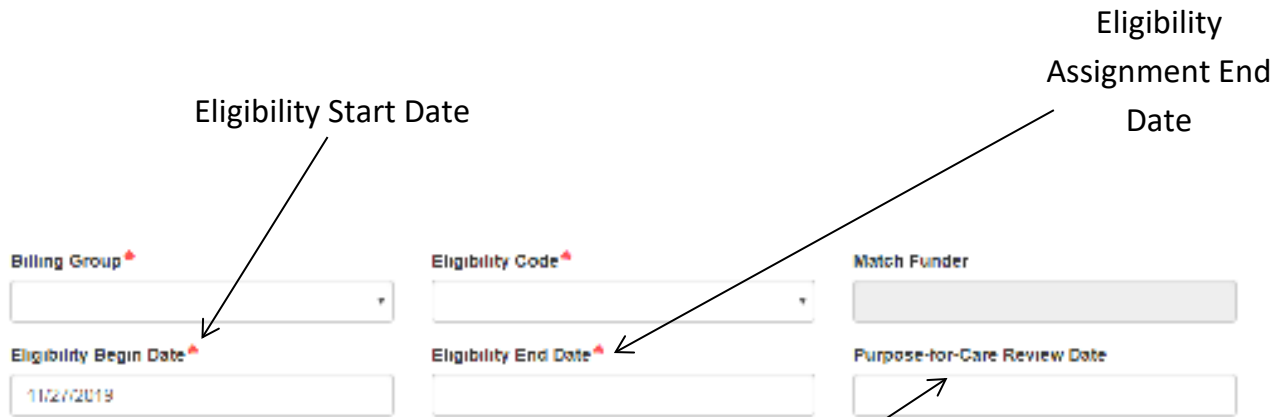 Eligibility
Assignment End
Date
Eligibility Start Date
Billing Group
Eligibility Code
Match Funder
Eligibility Begin Date
Eligibility End Date
Purpose-for-Care Review Date
11/27/2019